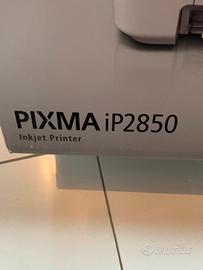 PIXMA iP2850
Inkjet Printer